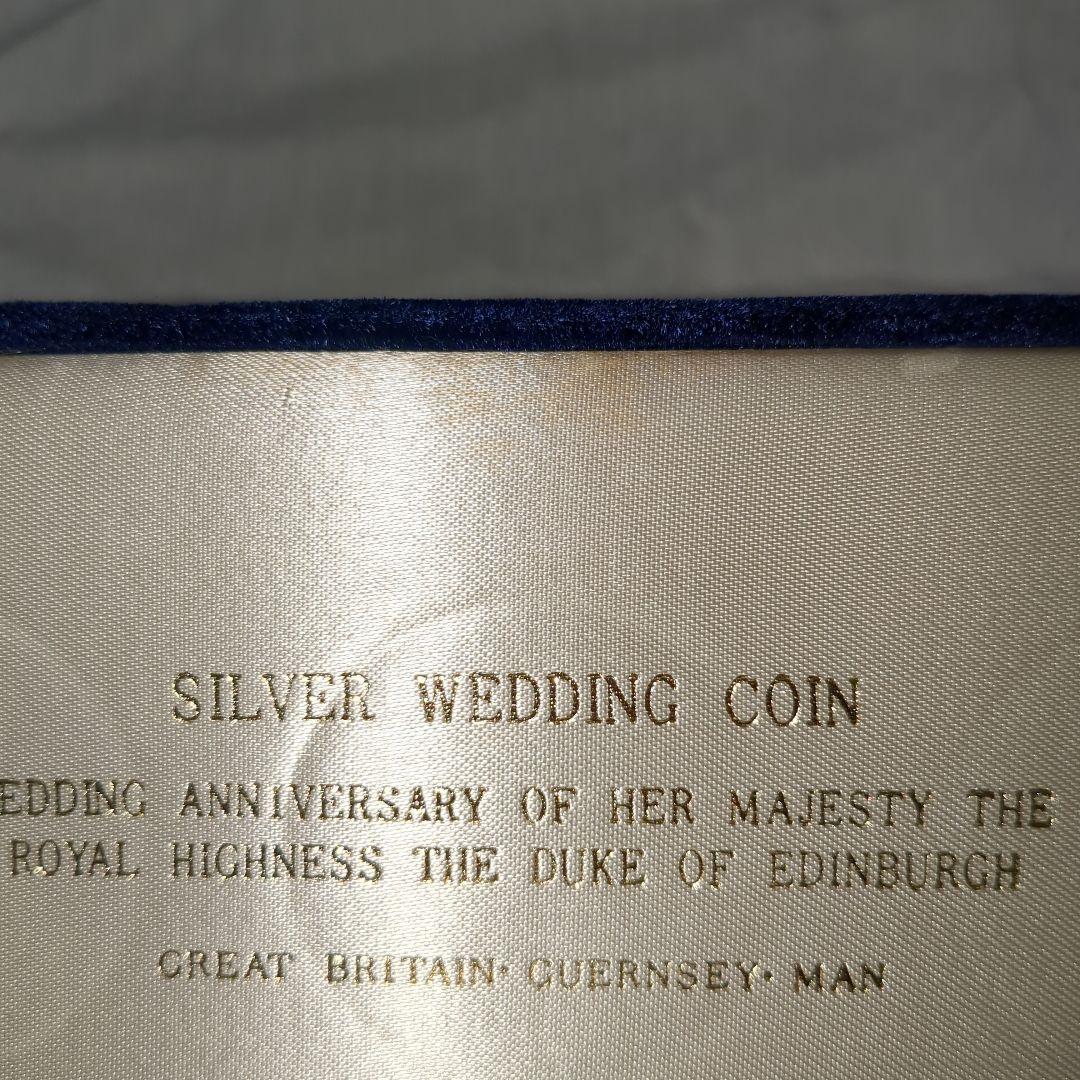 SILVER WEDDING COIN
EDDING ANNIVERSARY OF HER MAJESTY THE
ROYAL HIGHNESS THE DUKE OF EDINBURGH
GREAT BRITAIN· GUERNSEY· MAN